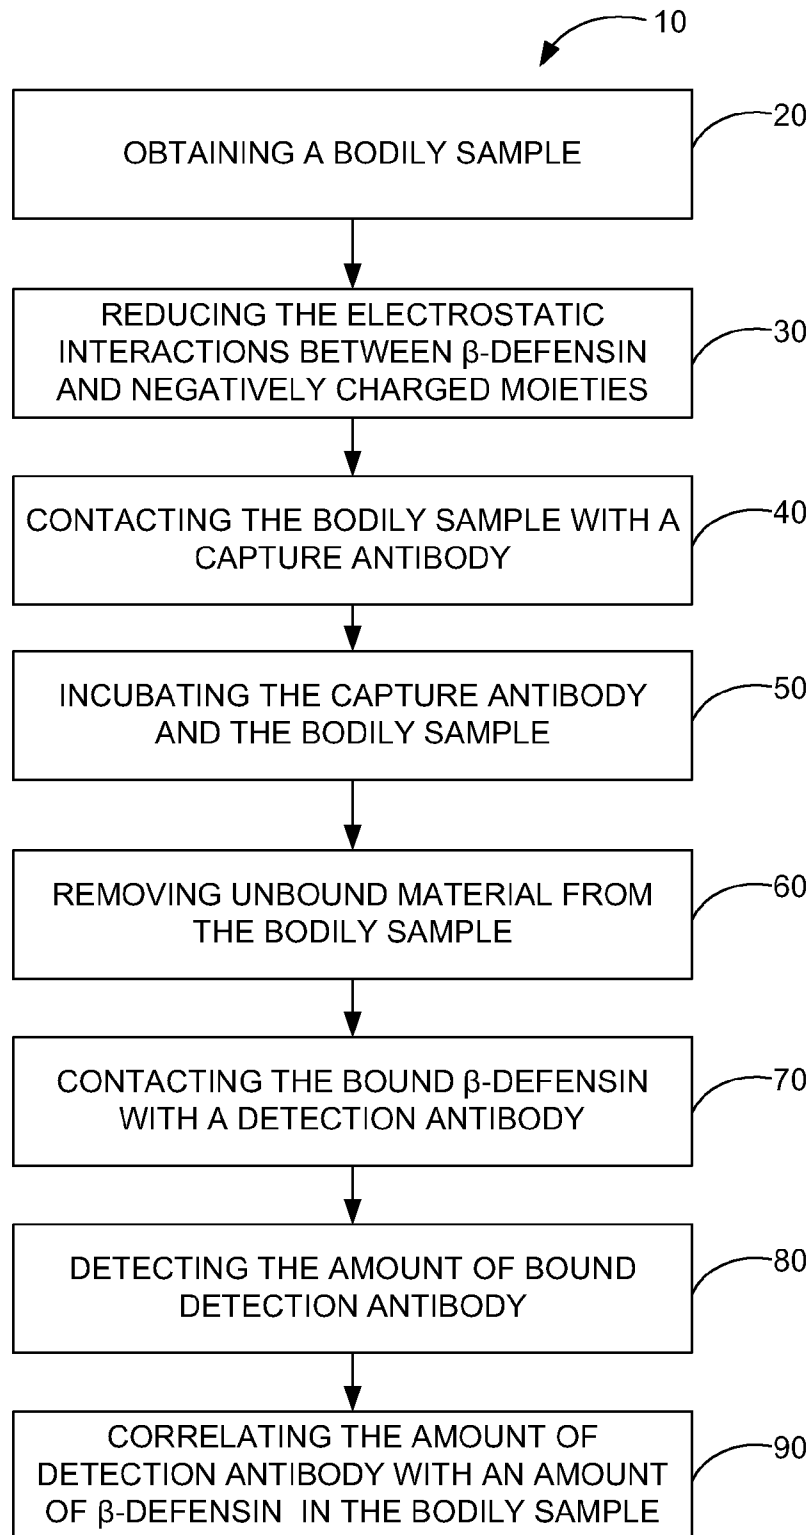 10
OBTAINING A BODILY SAMPLE
20
REDUCING THE ELECTROSTATIC
INTERACTIONS BETWEEN β-DEFENSIN
AND NEGATIVELY CHARGED MOIETIES
30
CONTACTING THE BODILY SAMPLE WITH A
CAPTURE ANTIBODY
40
INCUBATING THE CAPTURE ANTIBODY
AND THE BODILY SAMPLE
50
REMOVING UNBOUND MATERIAL FROM
THE BODILY SAMPLE
60
CONTACTING THE BOUND β-DEFENSIN
WITH A DETECTION ANTIBODY
70
DETECTING THE AMOUNT OF BOUND
DETECTION ANTIBODY
80
CORRELATING THE AMOUNT OF
DETECTION ANTIBODY WITH AN AMOUNT
OF β-DEFENSIN IN THE BODILY SAMPLE
90